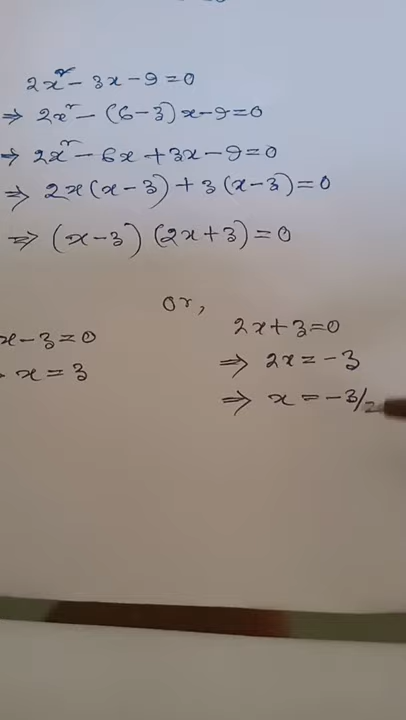 2x² - 3x - 9 = 0
⇒ 2x² - (6-3)x - 9 = 0
⇒ 2x² - 6x + 3x - 9 = 0
⇒ 2x(x-3) + 3(x-3) = 0
⇒ (x-3) (2x+3) = 0
or,
x - 3 = 0
x = 3
2x + 3 = 0
⇒ 2x = -3
⇒ x = -3/2